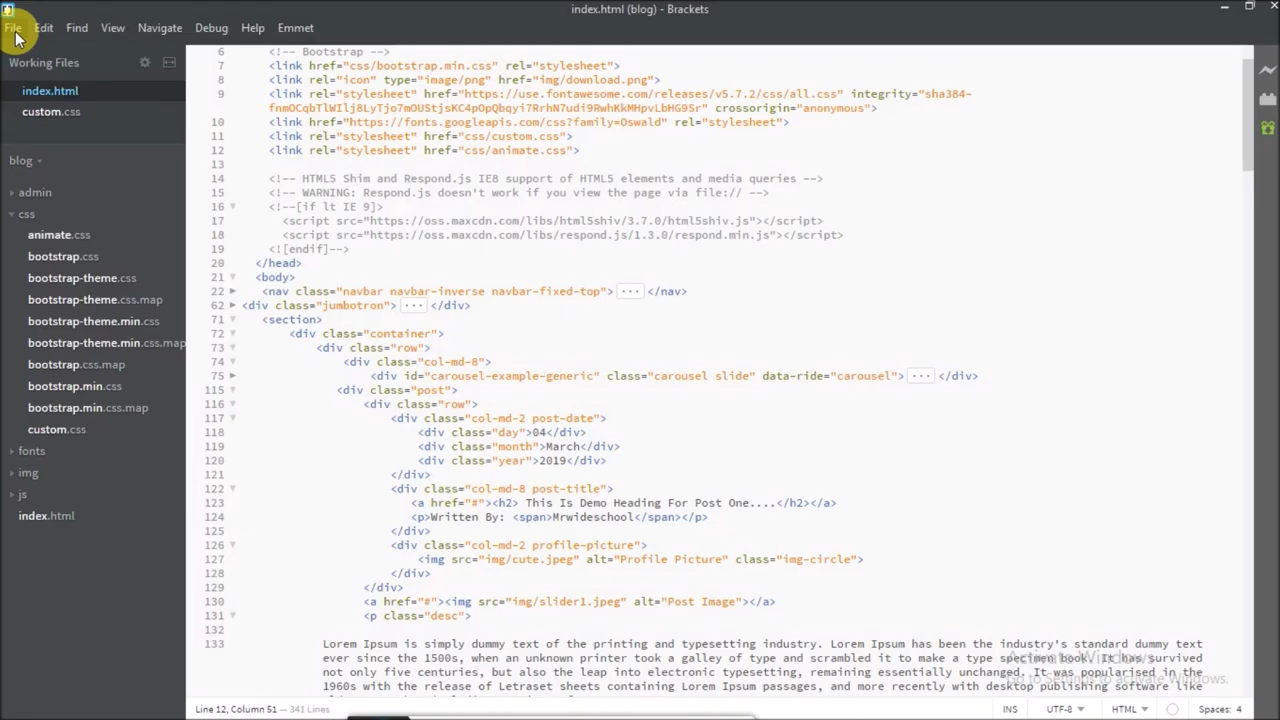 index.html (blog) - Brackets
File Edit Find View Navigate Debug Help Emmet
Working Files
index.html
custom.css
blog
admin
css
animate.css
bootstrap.css
bootstrap-theme.css
bootstrap-theme.css.map
bootstrap-theme.min.css
bootstrap-theme.min.css.map
bootstrap.css.map
bootstrap.min.css
bootstrap.min.css.map
custom.css
fonts
img
js
index.html
6 <!-- Bootstrap -->
7 <link href="css/bootstrap.min.css" rel="stylesheet">
8 <link rel="icon" type="image/png" href="img/download.png">
9 <link rel="stylesheet" href="https://use.fontawesome.com/releases/v5.7.2/css/all.css" integrity="sha384-
fnmOCqbTlWIlj8LyTjo7mOUStjsKC4pOpQbqyi7RrhN7udi9RwhKkMHpvLbHG9Sr" crossorigin="anonymous">
10 <link href="https://fonts.googleapis.com/css?family=Oswald" rel="stylesheet">
11 <link rel="stylesheet" href="css/custom.css">
12 <link rel="stylesheet" href="css/animate.css">
13
14 <!-- HTML5 Shim and Respond.js IE8 support of HTML5 elements and media queries -->
15 <!-- WARNING: Respond.js doesn't work if you view the page via file:// -->
16 <!--[if lt IE 9]>
17 <script src="https://oss.maxcdn.com/libs/html5shiv/3.7.0/html5shiv.js"></script>
18 <script src="https://oss.maxcdn.com/libs/respond.js/1.3.0/respond.min.js"></script>
19 <![endif]-->
20 </head>
21 <body>
22 <nav class="navbar navbar-inverse navbar-fixed-top"> ... </nav>
62 <div class="jumbotron"> ... </div>
71 <section>
72 <div class="container">
73 <div class="row">
74 <div class="col-md-8">
75 <div id="carousel-example-generic" class="carousel slide" data-ride="carousel"> ... </div>
115 <div class="post">
116 <div class="row">
117 <div class="col-md-2 post-date">
118 <div class="day">04</div>
119 <div class="month">March</div>
120 <div class="year">2019</div>
121 </div>
122 <div class="col-md-8 post-title">
123 <a href="#"><h2> This Is Demo Heading For Post One....</h2></a>
124 <p>Written By: <span>Mrwideschool</span></p>
125 </div>
126 <div class="col-md-2 profile-picture">
127 <img src="img/cute.jpeg" alt="Profile Picture" class="img-circle">
128 </div>
129 </div>
130 <a href="#"><img src="img/slider1.jpeg" alt="Post Image"></a>
131 <p class="desc">
132
133
Lorem Ipsum is simply dummy text of the printing and typesetting industry. Lorem Ipsum has been the industry's standard dummy text
ever since the 1500s, when an unknown printer took a galley of type and scrambled it to make a type specimen book. It has survived
not only five centuries, but also the leap into electronic typesetting, remaining essentially unchanged. It was popularised in the
1960s with the release of Letraset sheets containing Lorem Ipsum passages, and more recently with desktop publishing software like
Activate Windows
Go to Settings to activate Windows.
Line 12, Column 51 — 341 Lines
INS UTF-8 HTML Spaces: 4